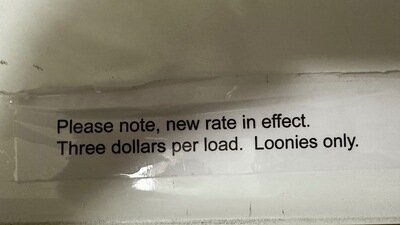 Please note, new rate in effect.
Three dollars per load.  Loonies only.